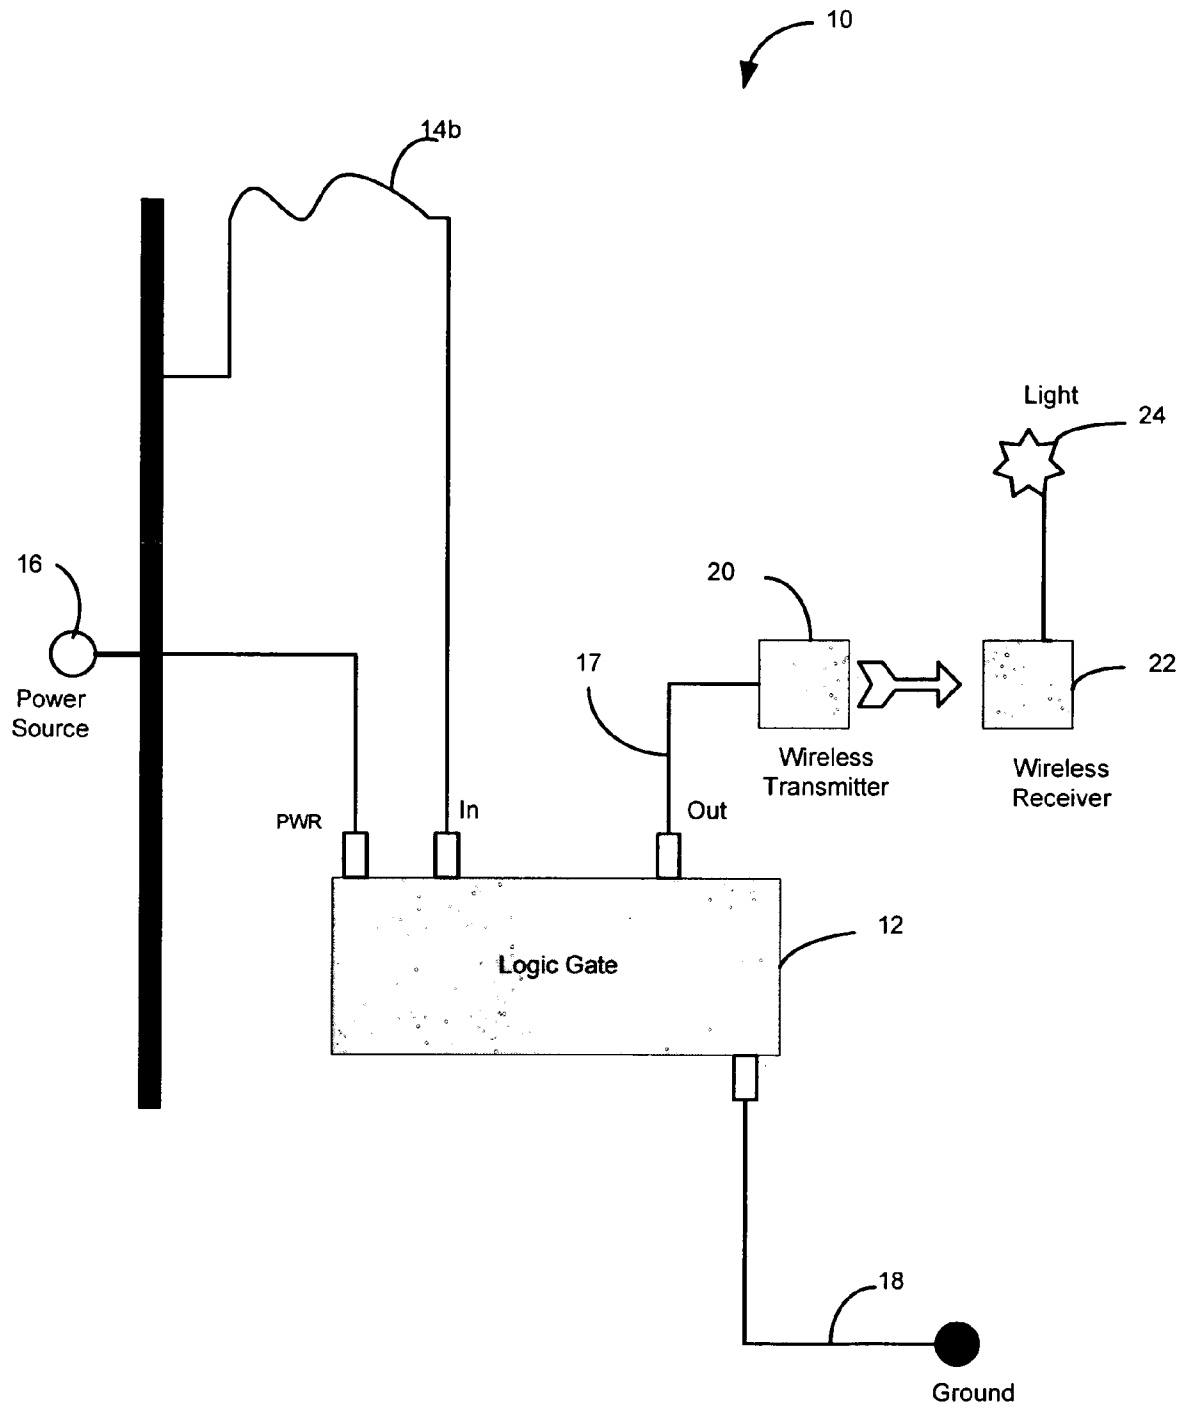 10
14b
Light
24
16
20
Power
Source
17
22
Wireless
Transmitter
Wireless
Receiver
PWR
In
Out
12
Logic Gate
18
Ground